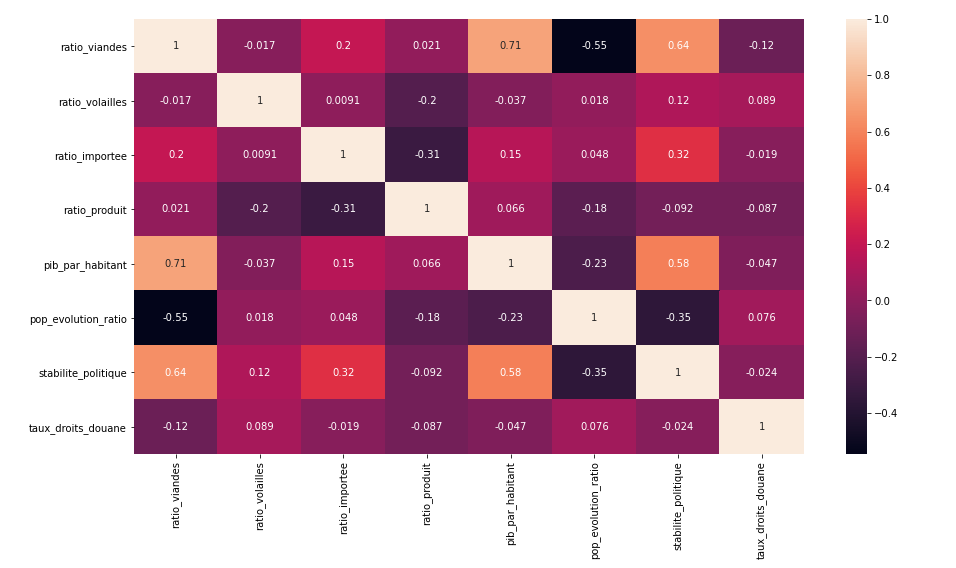 ratio_viandes 1 -0.017 0.2 0.021 0.71 -0.55 0.64 -0.12
ratio_volailles -0.017 1 0.0091 -0.2 -0.037 0.018 0.12 0.089
ratio_importee 0.2 0.0091 1 -0.31 0.15 0.048 0.32 -0.019
ratio_produit 0.021 -0.2 -0.31 1 0.066 -0.18 -0.092 -0.087
pib_par_habitant 0.71 -0.037 0.15 0.066 1 -0.23 0.58 -0.047
pop_evolution_ratio -0.55 0.018 0.048 -0.18 -0.23 1 -0.35 0.076
stabilite_politique 0.64 0.12 0.32 -0.092 0.58 -0.35 1 -0.024
taux_droits_douane -0.12 0.089 -0.019 -0.087 -0.047 0.076 -0.024 1
ratio_viandes
ratio_volailles
ratio_importee
ratio_produit
pib_par_habitant
pop_evolution_ratio
stabilite_politique
taux_droits_douane
1.0
0.8
0.6
0.4
0.2
0.0
−0.2
−0.4